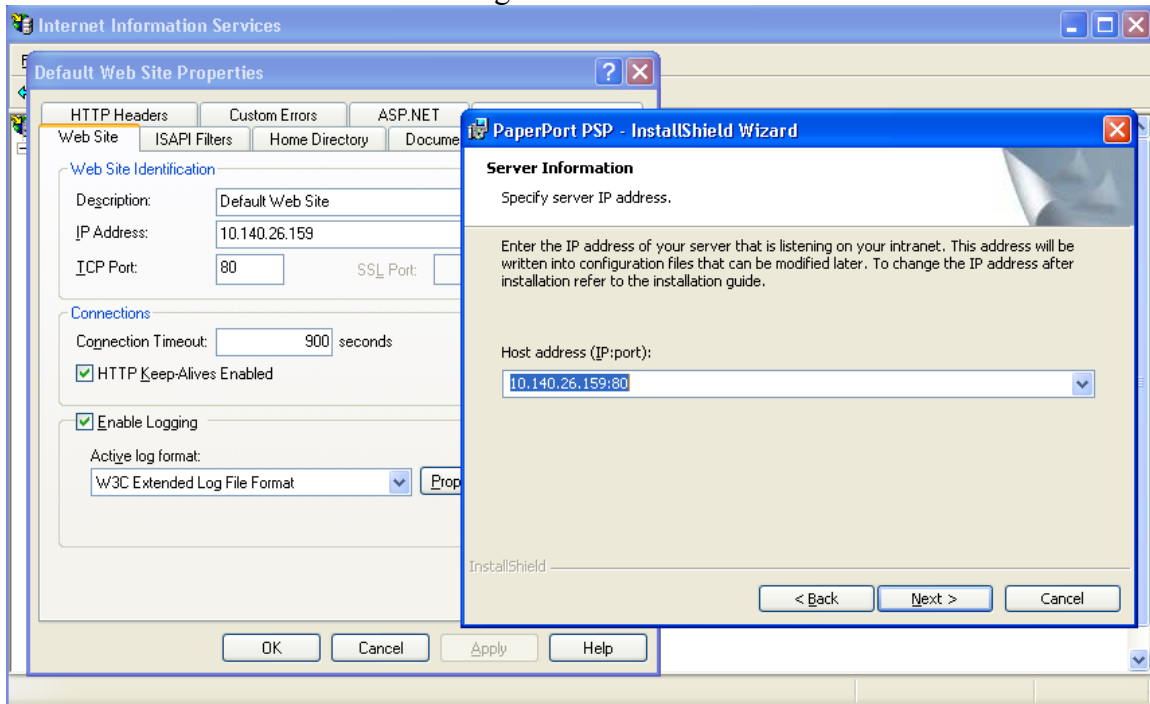 Internet Information Services
Default Web Site Properties
HTTP Headers
Custom Errors
ASP.NET
Web Site
ISAPI Filters
Home Directory
Docume
Web Site Identification
Description:
Default Web Site
IP Address:
10.140.26.159
TCP Port:
80
SSL Port:
Connections
Connection Timeout:
900
seconds
HTTP Keep-Alives Enabled
Enable Logging
Active log format:
W3C Extended Log File Format
Prop
OK
Cancel
Apply
Help
PaperPort PSP - InstallShield Wizard
Server Information
Specify server IP address.
Enter the IP address of your server that is listening on your intranet. This address will be
written into configuration files that can be modified later. To change the IP address after
installation refer to the installation guide.
Host address (IP:port):
10.140.26.159:80
InstallShield
< Back
Next >
Cancel